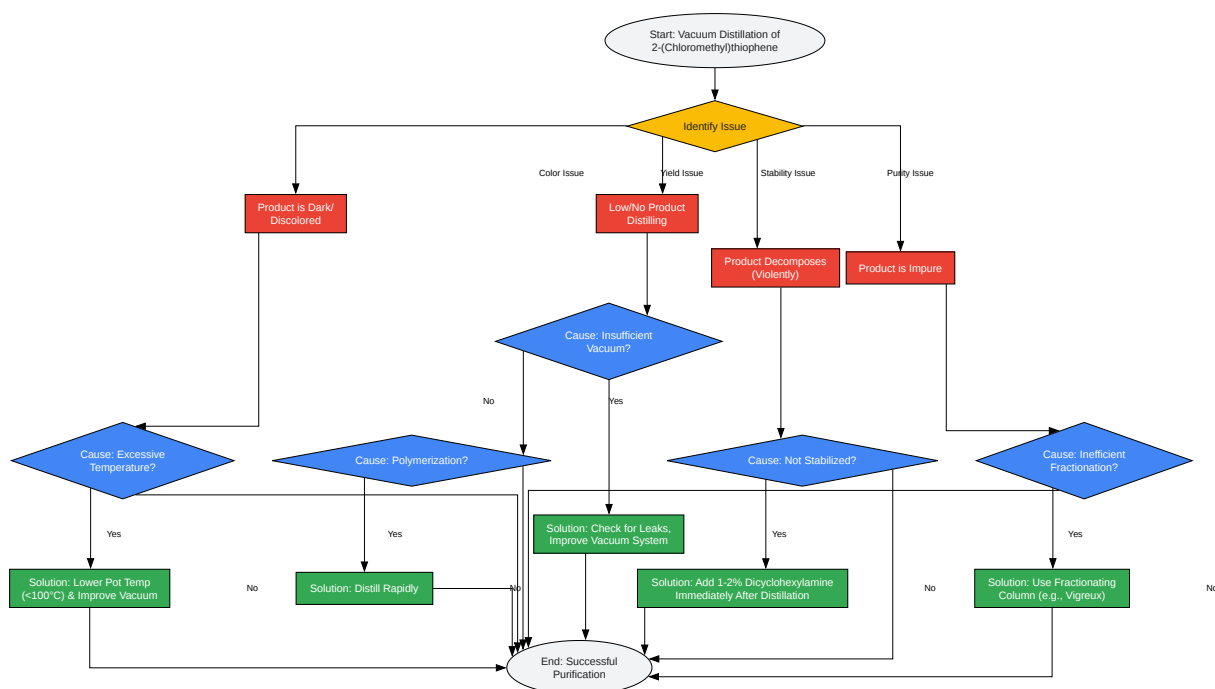 Start: Vacuum Distillation of
2-(Chloromethyl)thiophene
Identify Issue
Color Issue
Yield Issue
Stability Issue
Purity Issue
Product is Dark/
Discolored
Low/No Product
Distilling
Product Decomposes
(Violently)
Product is Impure
Cause: Insufficient
Vacuum?
No
Yes
Cause: Excessive
Temperature?
Cause: Polymerization?
Cause: Not Stabilized?
Cause: Inefficient
Fractionation?
Yes
Yes
Solution: Check for Leaks,
Improve Vacuum System
Yes
Yes
Solution: Lower Pot Temp
(<100°C) & Improve Vacuum
No
Solution: Distill Rapidly
No
Solution: Add 1-2% Dicyclohexylamine
Immediately After Distillation
No
Solution: Use Fractionating
Column (e.g., Vigreux)
No
End: Successful
Purification